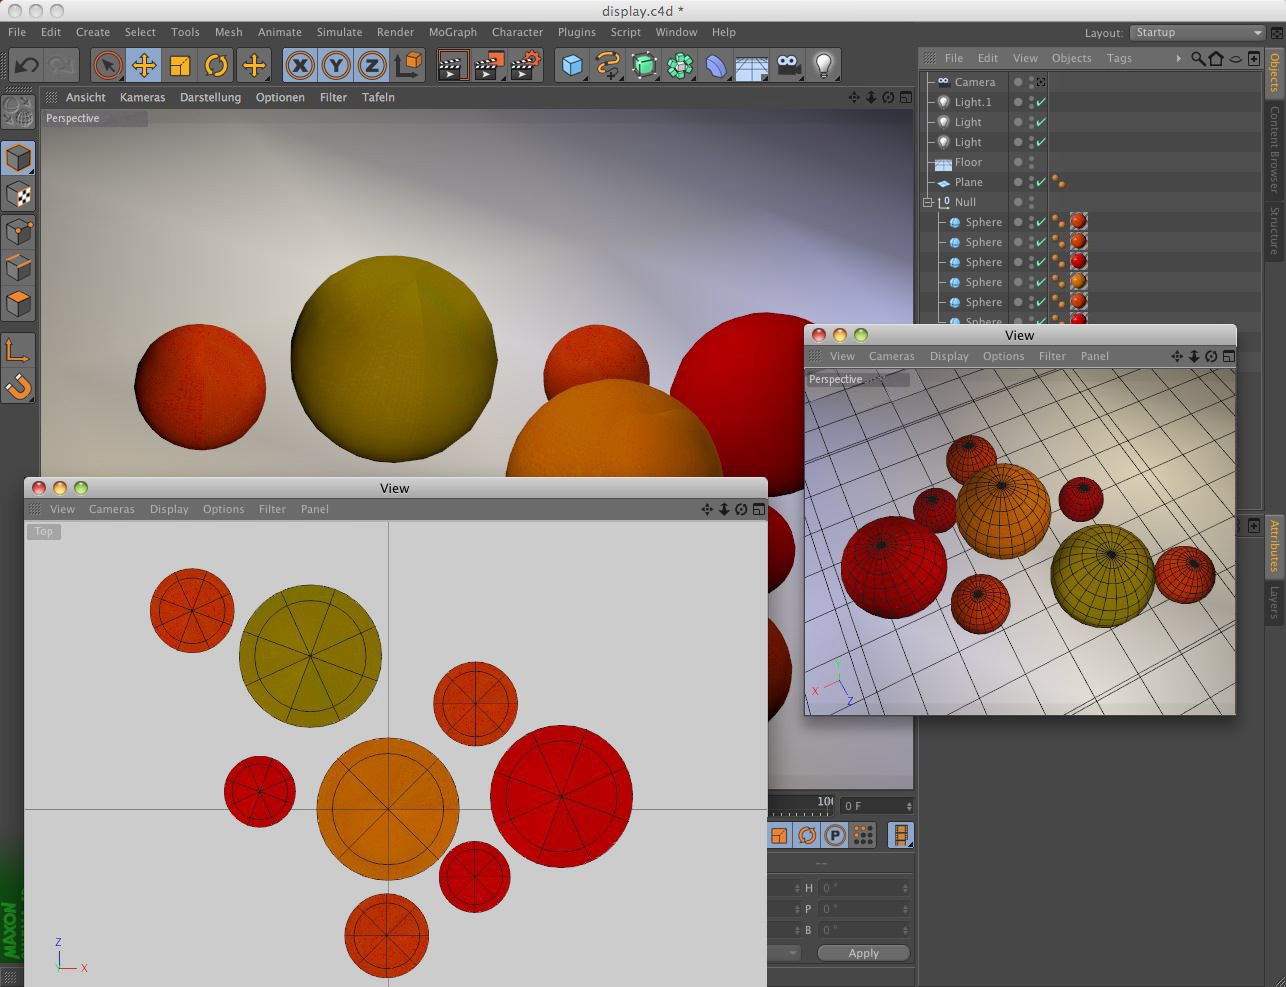 display.c4d *
File Edit Create Select Tools Mesh Animate Simulate Render MoGraph Character Plugins Script Window Help
Layout: Startup
X Y Z
File Edit View Objects Tags
Objects
Content Browser
Structure
Attributes
Layers
Ansicht Kameras Darstellung Optionen Filter Tafeln
Perspective
Camera
Light.1
Light
Light
Floor
Plane
Null
Sphere
Sphere
Sphere
Sphere
Sphere
Sphere
View
View Cameras Display Options Filter Panel
Perspective
Y
X
Z
View
View Cameras Display Options Filter Panel
Top
Z
Y X
0 F
P
--
H 0 °
P 0 °
B 0 °
Apply
MAXON